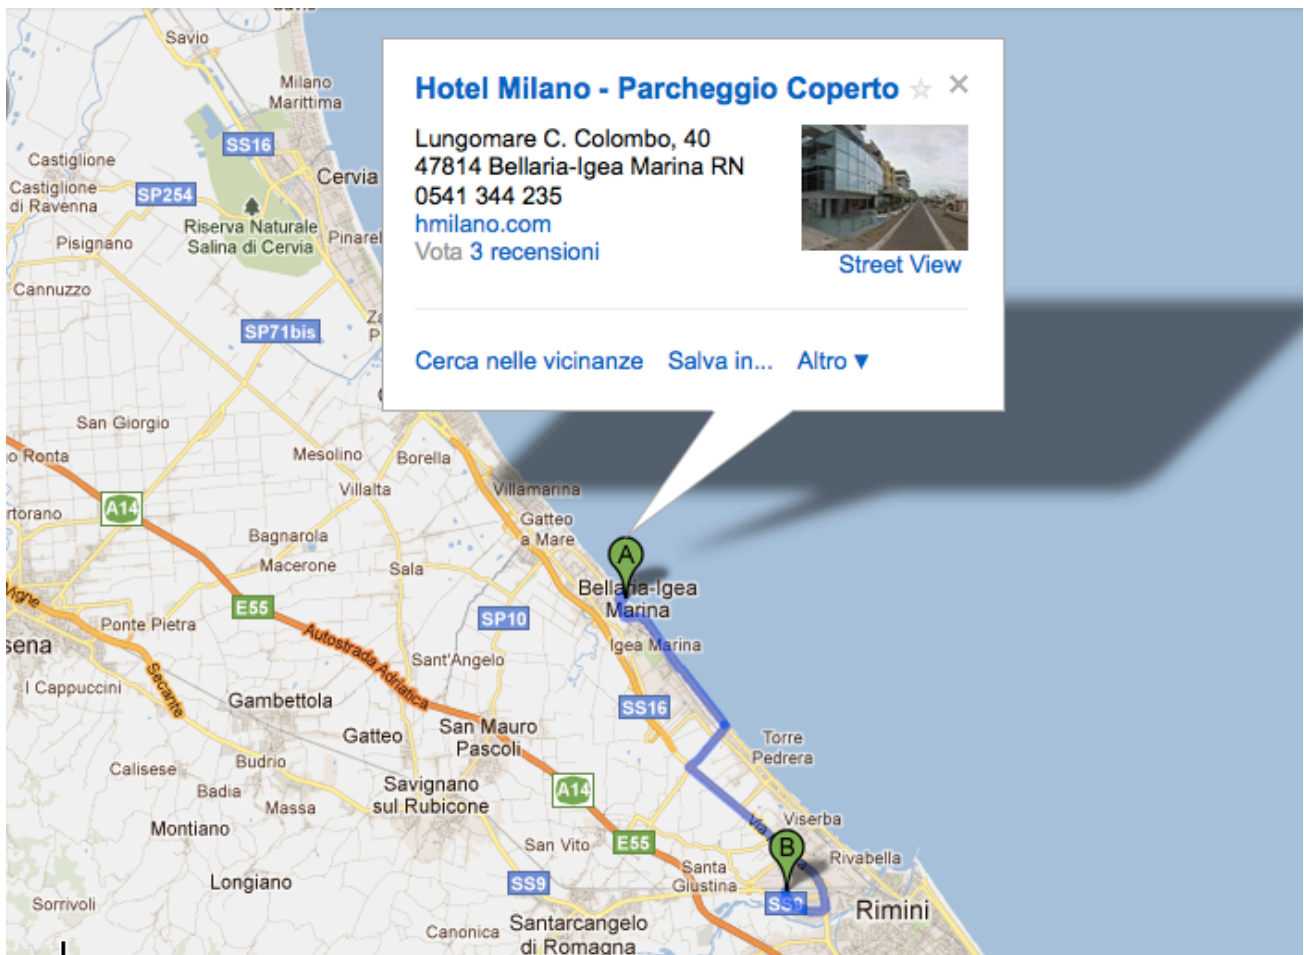 Savio
Savio
Milano
Marittima
SS16
Castiglione
Castiglione
di Ravenna
SP254
Cervia
Riserva Naturale
Salina di Cervia
Pinarel
Pisignano
Cannuzzo
SP71bis
Hotel Milano - Parcheggio Coperto
Lungomare C. Colombo, 40
47814 Bellaria-Igea Marina RN
0541 344 235
hmilano.com
Vota 3 recensioni
Street View
Cerca nelle vicinanze Salva in... Altro ▼
San Giorgio
o Ronta
Mesolino
Borella
Villalta
Villamarina
A14
rtorano
Gatteo
a Mare
Bagnarola
Macerone
Sala
A
Bellaria-Igea
Marina
Igea Marina
E55
SP10
Ponte Pietra
Autostrada Adriatica
Sant'Angelo
sena
I Cappuccini
Secante
Gambettola
SS16
Gatteo
San Mauro
Pascoli
Torre
Pedrera
Calisese
Budrio
Badia
Massa
Savignano
sul Rubicone
A14
Montiano
San Vito
E55
Via
Viserba
B
Rivabella
Santa
Giustina
Longiano
SS9
SS9
Rimini
Sorrivoli
Canonica
Santarcangelo
di Romagna